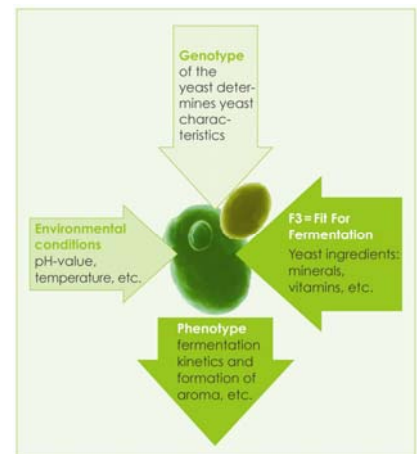 Genotype
of the
yeast deter-
mines yeast
charac-
teristics
Environmental
conditions
pH-value,
temperature, etc.
F3=Fit For
Fermentation
Yeast ingredients:
minerals,
vitamins, etc.
Phenotype
fermentation
kinetics and
formation of
aroma, etc.